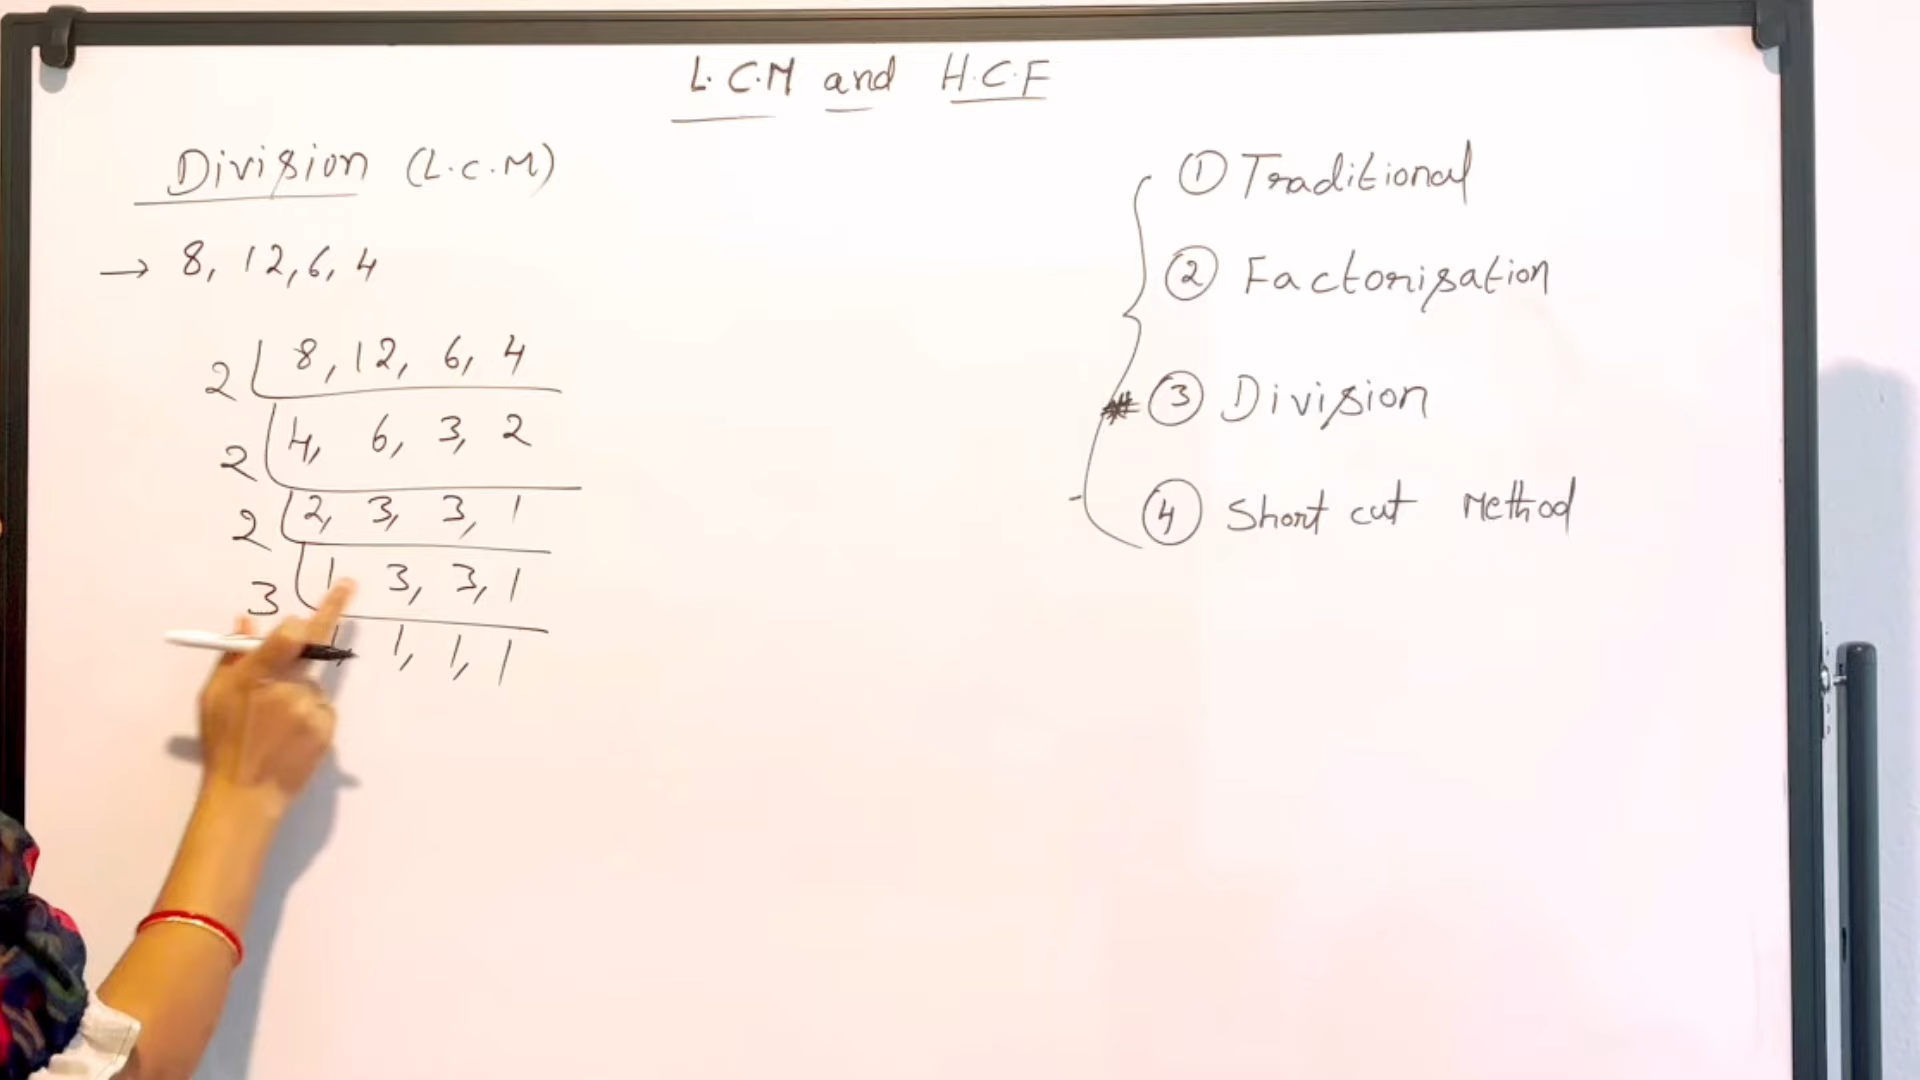 L.C.M and H.C.F
Division (L.C.M)
→ 8, 12, 6, 4
2 8, 12, 6, 4
2 4, 6, 3, 2
2 2, 3, 3, 1
3 1 3, 3, 1
1, 1, 1, 1
① Traditional
② Factorisation
* ③ Division
④ Short cut Method